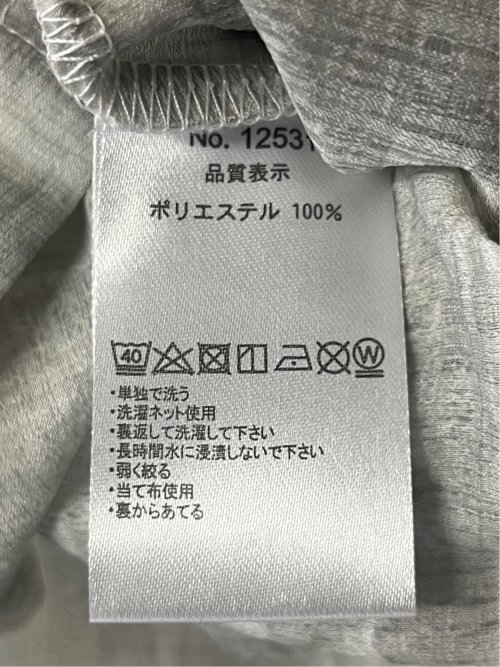 No. 12531
品質表示
ポリエステル 100%
40 W
・単独で洗う
・洗濯ネット使用
・裏返して洗濯して下さい
・長時間水に浸漬しないで下さい
・弱く絞る
・当て布使用
・裏からあてる